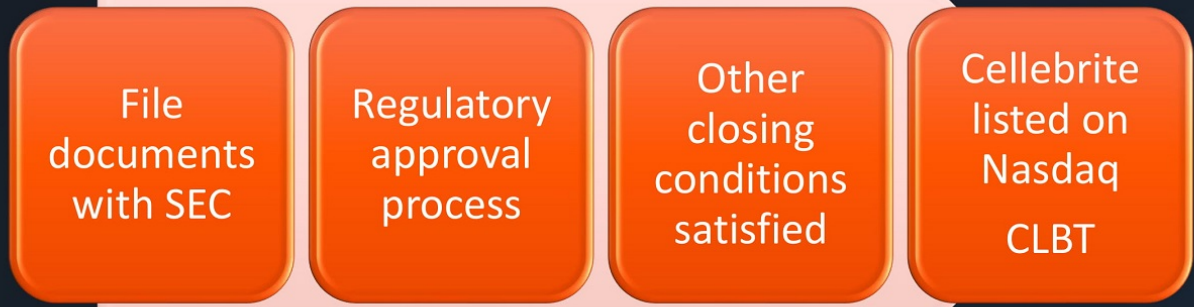 File
documents
with SEC
Regulatory
approval
process
Other
closing
conditions
satisfied
Cellebrite
listed on
Nasdaq
CLBT